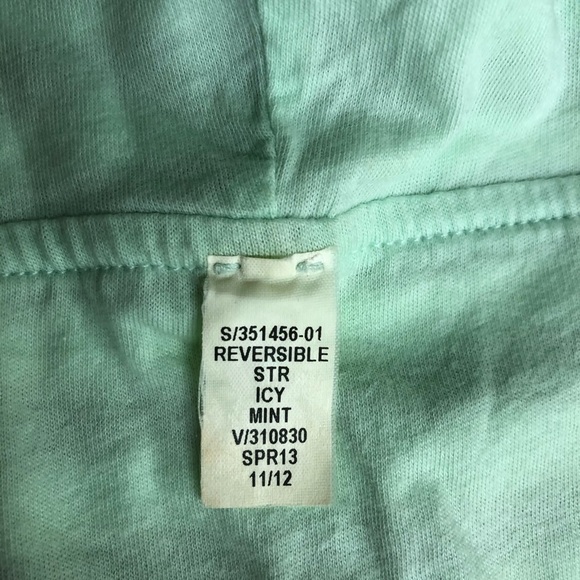 S/351456-01
REVERSIBLE
STR
ICY
MINT
V/310830
SPR13
11/12